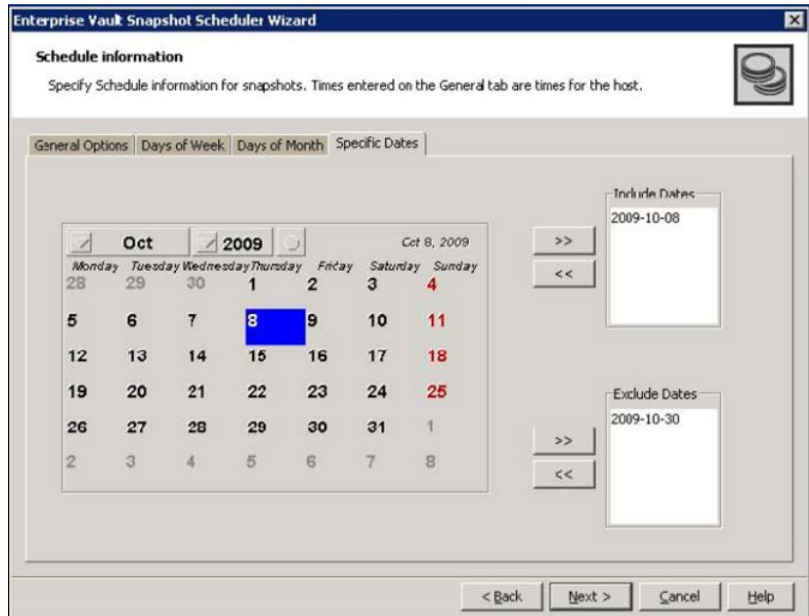 Enterprise Vault Snapshot Scheduler Wizard
Schedule information
Specify Schedule information for snapshots. Times entered on the General tab are times for the host.
General Options Days of Week Days of Month Specific Dates
Include Dates
2009-10-08
Oct 2009 Oct 8, 2009
>>
<<
Monday Tuesday Wednesday Thursday Friday Saturday Sunday
28 29 30 1 2 3 4
5 6 7 8 9 10 11
12 13 14 15 16 17 18
19 20 21 22 23 24 25
26 27 28 29 30 31 1
2 3 4 5 6 7 8
Exclude Dates
2009-10-30
>>
<<
< Back Next > Cancel Help